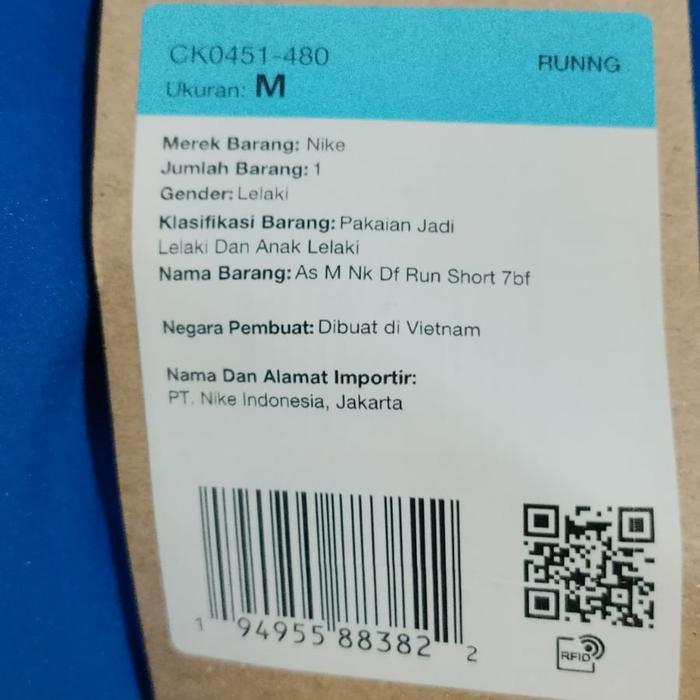 CK0451-480
RUNNG
Ukuran: M
Merek Barang: Nike
Jumlah Barang: 1
Gender: Lelaki
Klasifikasi Barang: Pakaian Jadi
Lelaki Dan Anak Lelaki
Nama Barang: As M Nk Df Run Short 7bf
Negara Pembuat: Dibuat di Vietnam
Nama Dan Alamat Importir:
PT. Nike Indonesia, Jakarta
1 94955 88382 2
RFID